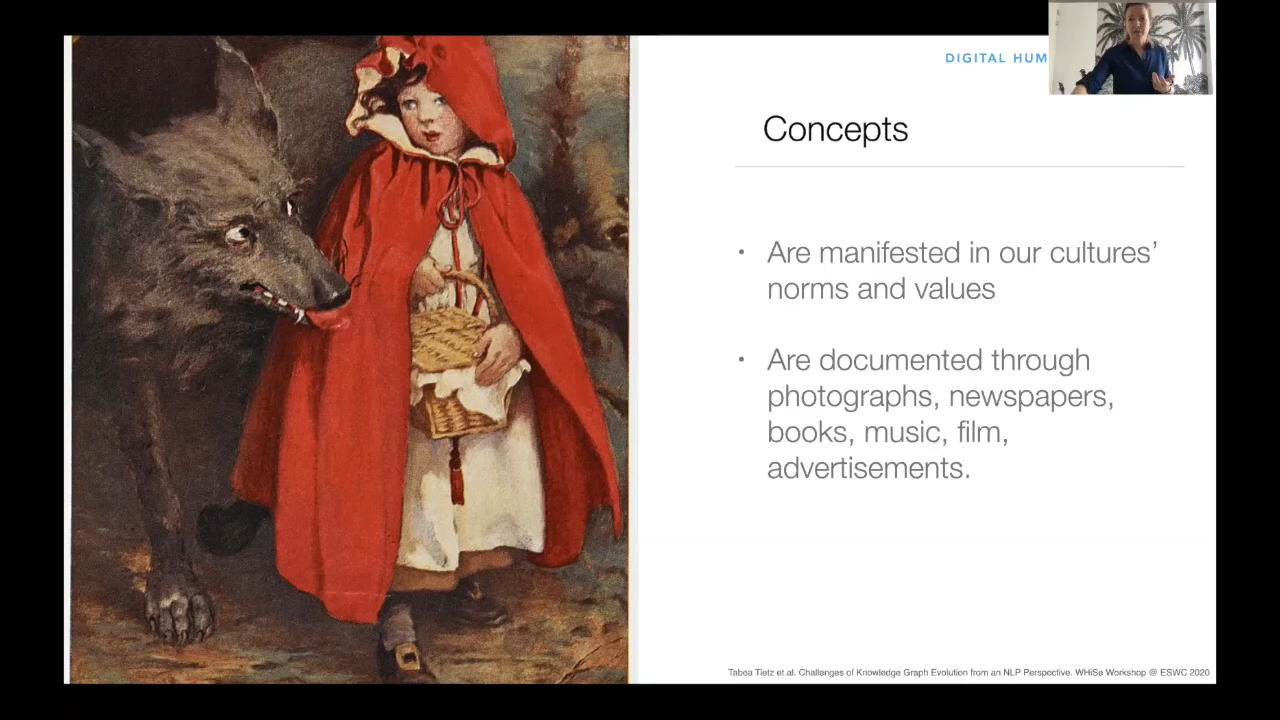 DIGITAL HUM
Concepts
• Are manifested in our cultures’
norms and values
• Are documented through
photographs, newspapers,
books, music, film,
advertisements.
Tabea Tietz et al. Challenges of Knowledge Graph Evolution from an NLP Perspective. WHiSe Workshop @ ESWC 2020